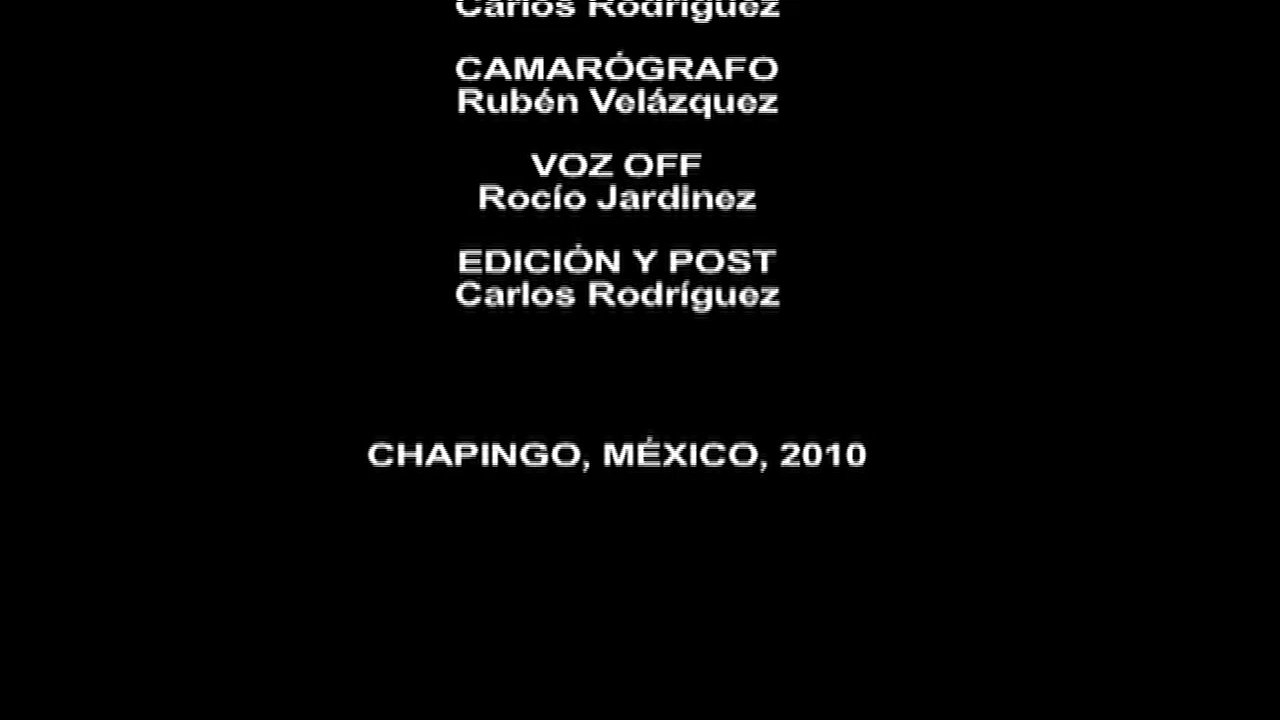 Carlos Rodríguez
CAMARÓGRAFO
Rubén Velázquez
VOZ OFF
Rocío Jardinez
EDICIÓN Y POST
Carlos Rodríguez
CHAPINGO, MÉXICO, 2010